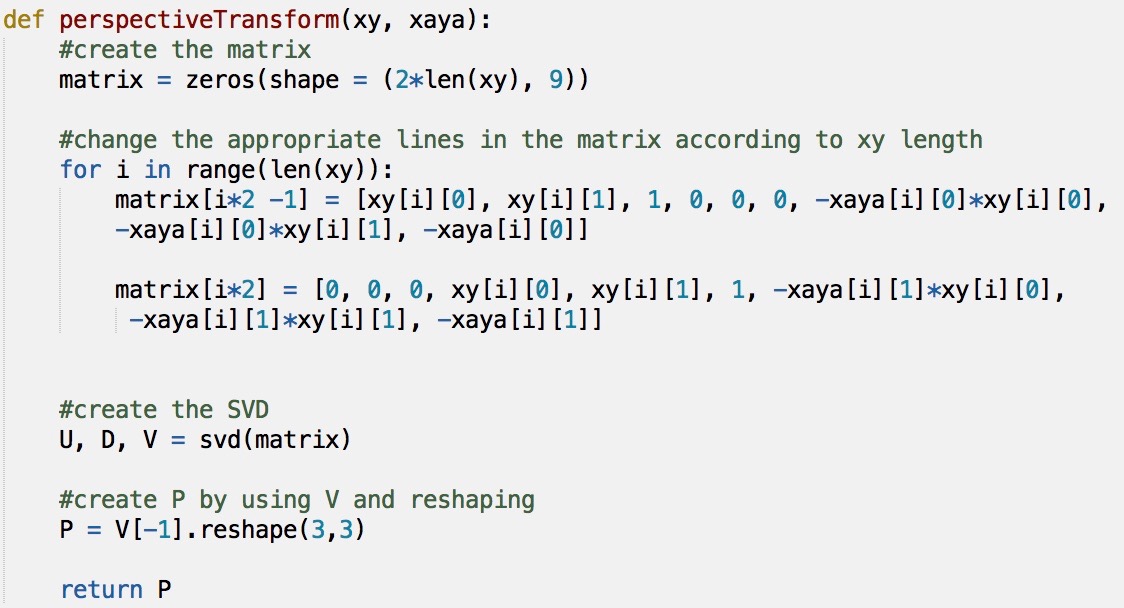 def perspectiveTransform(xy, xaya):
    #create the matrix
    matrix = zeros(shape = (2*len(xy), 9))

    #change the appropriate lines in the matrix according to xy length
    for i in range(len(xy)):
        matrix[i*2 -1] = [xy[i][0], xy[i][1], 1, 0, 0, 0, -xaya[i][0]*xy[i][0],
        -xaya[i][0]*xy[i][1], -xaya[i][0]]

        matrix[i*2] = [0, 0, 0, xy[i][0], xy[i][1], 1, -xaya[i][1]*xy[i][0],
         -xaya[i][1]*xy[i][1], -xaya[i][1]]


    #create the SVD
    U, D, V = svd(matrix)

    #create P by using V and reshaping
    P = V[-1].reshape(3,3)

    return P